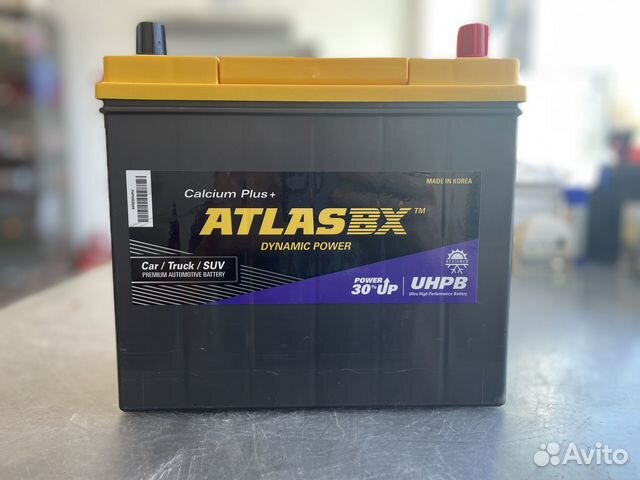 MADE IN KOREA
Calcium Plus+
ATLASBX™
DYNAMIC POWER
Car / Truck / SUV
PREMIUM AUTOMOTIVE BATTERY
POWER
30% UP
UHPB
Ultra High Performance Battery
Avito